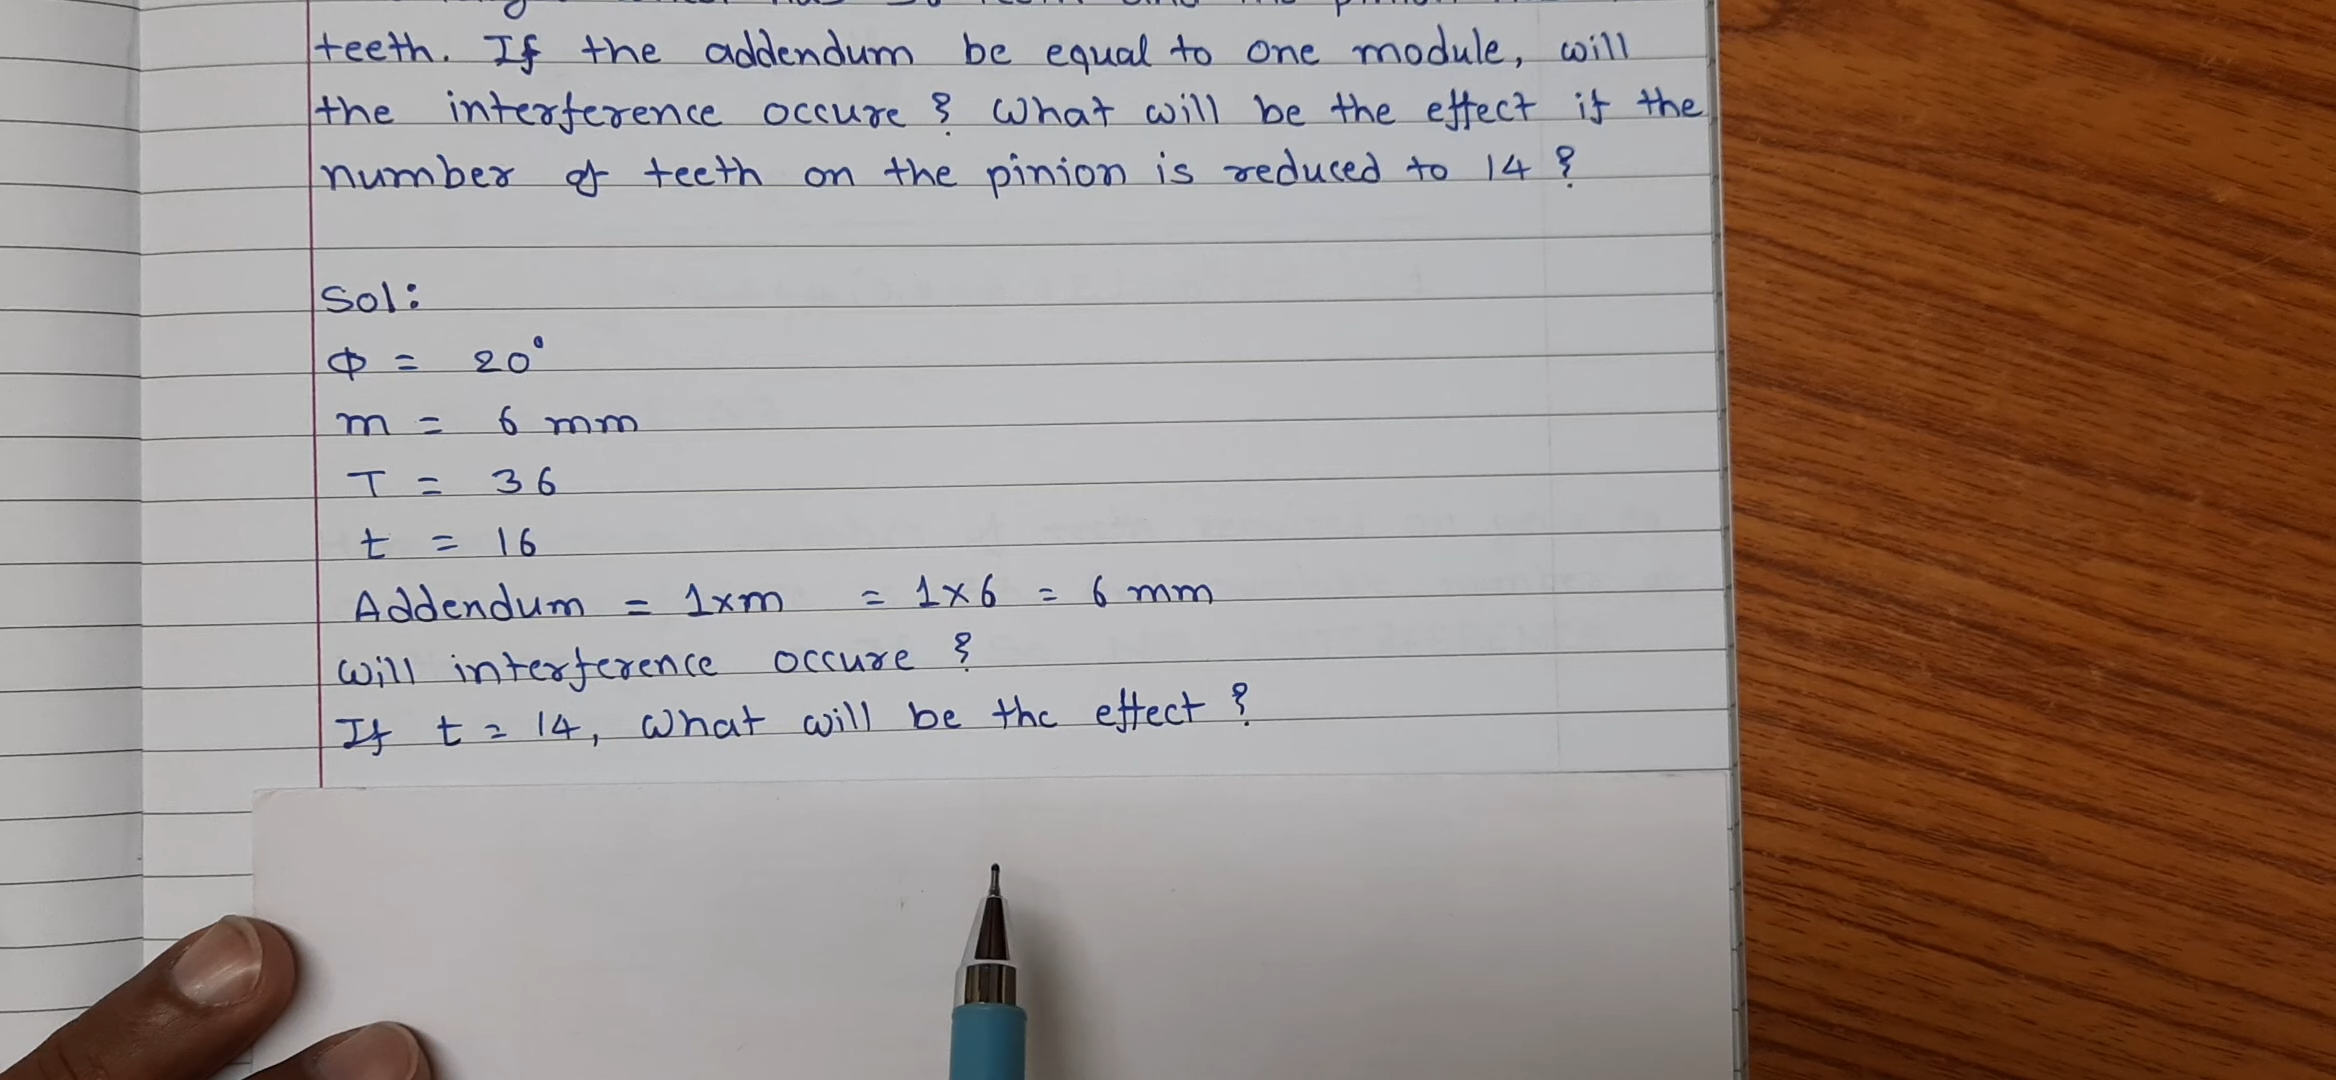 teeth. If the addendum be equal to one module, will
the interference occure ? What will be the effect if the
number of teeth on the pinion is reduced to 14 ?
Sol:
Φ = 20°
m = 6 mm
T = 36
t = 16
Addendum = 1×m = 1×6 = 6 mm
Will interference occure ?
If t = 14, What will be the effect ?